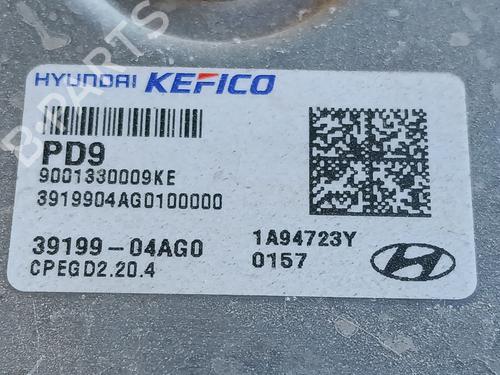 HYUNDAI KEFICO
PD9
9001330009KE
3919904AG0100000
39199-04AG0
CPEGD2.20.4
1A94723Y
0157
B-PARTS